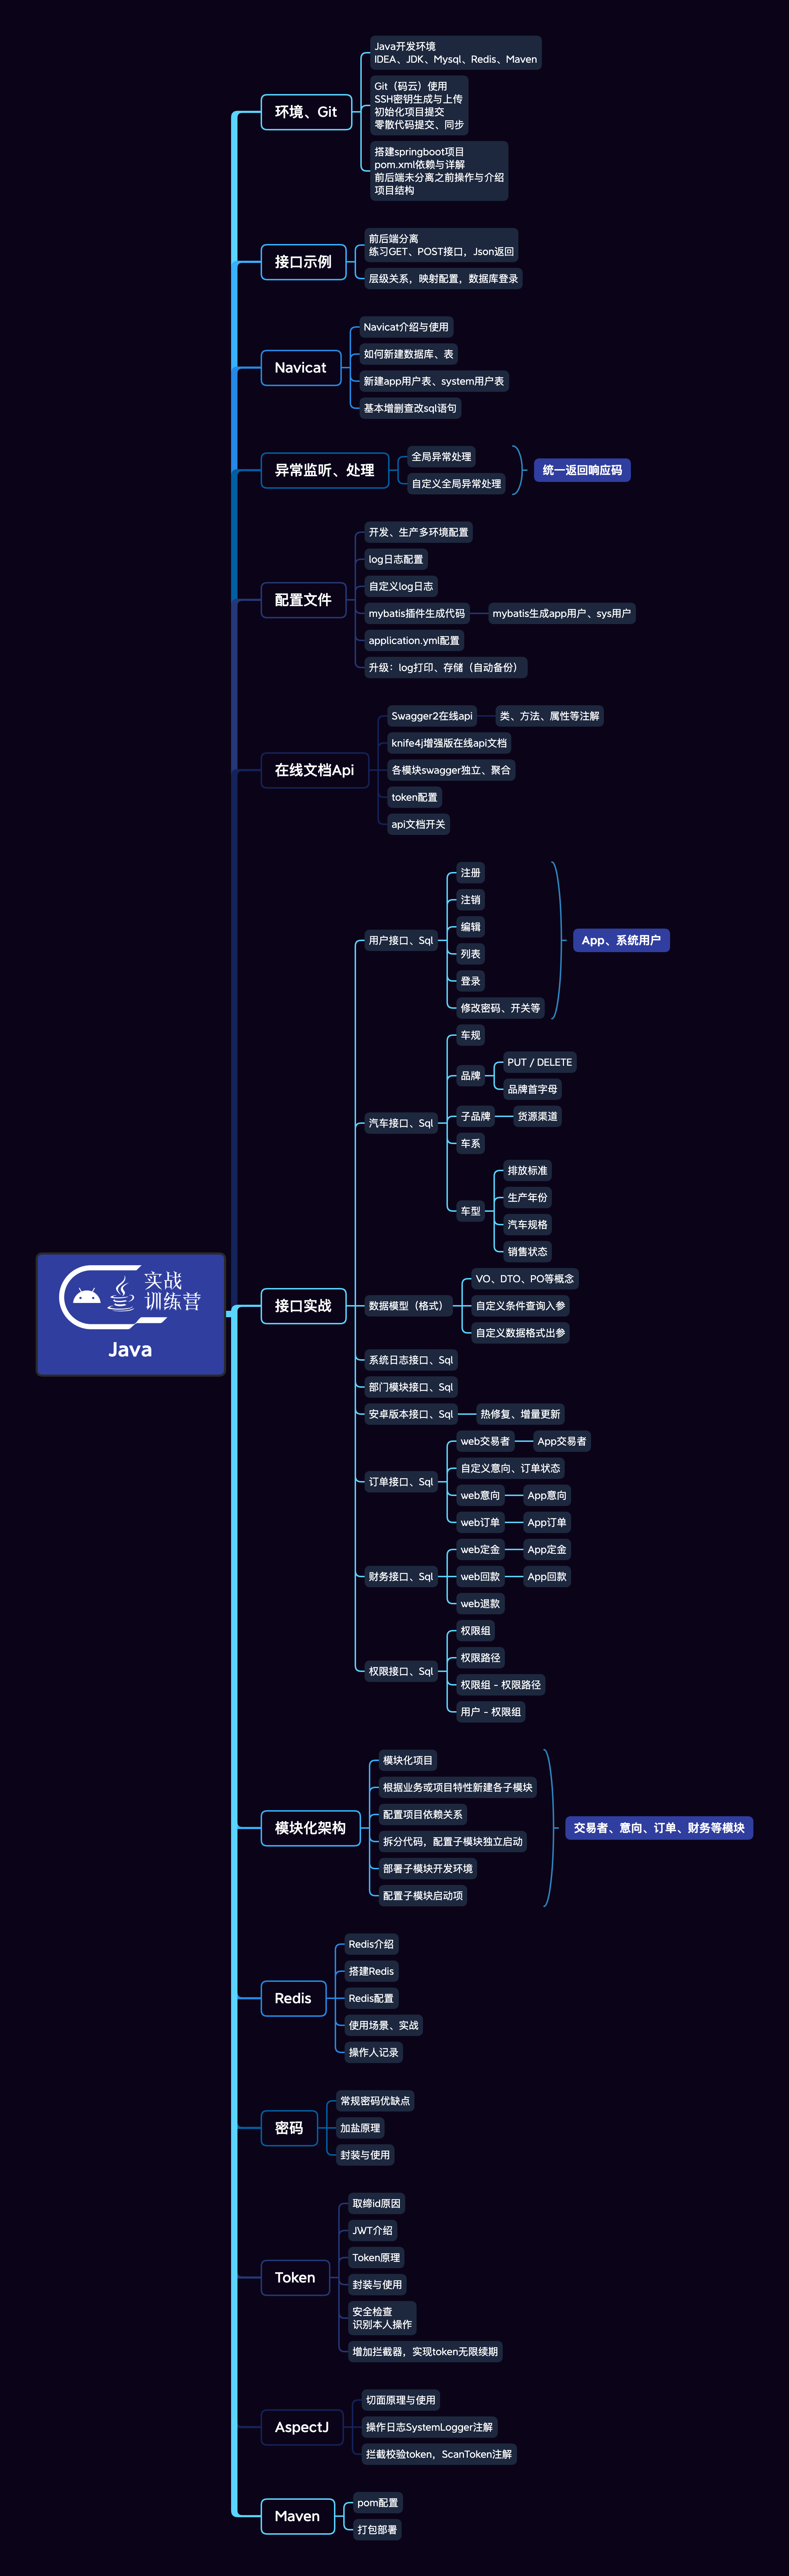 Java开发环境
IDEA、JDK、Mysql、Redis、Maven
环境、Git
Git（码云）使用
SSH密钥生成与上传
初始化项目提交
零散代码提交、同步
搭建springboot项目
pom.xml依赖与详解
前后端未分离之前操作与介绍
项目结构
接口示例
前后端分离
练习GET、POST接口，Json返回
层级关系，映射配置，数据库登录
Navicat
Navicat介绍与使用
如何新建数据库、表
新建app用户表、system用户表
基本增删查改sql语句
异常监听、处理
全局异常处理
自定义全局异常处理
统一返回响应码
配置文件
开发、生产多环境配置
log日志配置
自定义log日志
mybatis插件生成代码
mybatis生成app用户、sys用户
application.yml配置
升级：log打印、存储（自动备份）
在线文档Api
Swagger2在线api
类、方法、属性等注解
knife4j增强版在线api文档
各模块swagger独立、聚合
token配置
api文档开关
实战
训练营
Java
接口实战
用户接口、Sql
注册
注销
编辑
列表
登录
修改密码、开关等
App、系统用户
汽车接口、Sql
车规
品牌
PUT / DELETE
品牌首字母
子品牌
货源渠道
车系
车型
排放标准
生产年份
汽车规格
销售状态
数据模型（格式）
VO、DTO、PO等概念
自定义条件查询入参
自定义数据格式出参
系统日志接口、Sql
部门模块接口、Sql
安卓版本接口、Sql
热修复、增量更新
订单接口、Sql
web交易者
App交易者
自定义意向、订单状态
web意向
App意向
web订单
App订单
财务接口、Sql
web定金
App定金
web回款
App回款
web退款
权限接口、Sql
权限组
权限路径
权限组 - 权限路径
用户 - 权限组
模块化架构
模块化项目
根据业务或项目特性新建各子模块
配置项目依赖关系
拆分代码，配置子模块独立启动
部署子模块开发环境
配置子模块启动项
交易者、意向、订单、财务等模块
Redis
Redis介绍
搭建Redis
Redis配置
使用场景、实战
操作人记录
密码
常规密码优缺点
加盐原理
封装与使用
Token
取缔id原因
JWT介绍
Token原理
封装与使用
安全检查
识别本人操作
增加拦截器，实现token无限续期
AspectJ
切面原理与使用
操作日志SystemLogger注解
拦截校验token，ScanToken注解
Maven
pom配置
打包部署